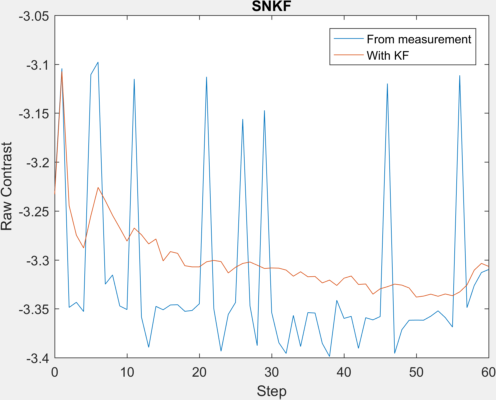 SNKF
-3.05
-3.1
-3.15
-3.2
-3.25
-3.3
-3.35
-3.4
Raw Contrast
From measurement
With KF
0 10 20 30 40 50 60
Step